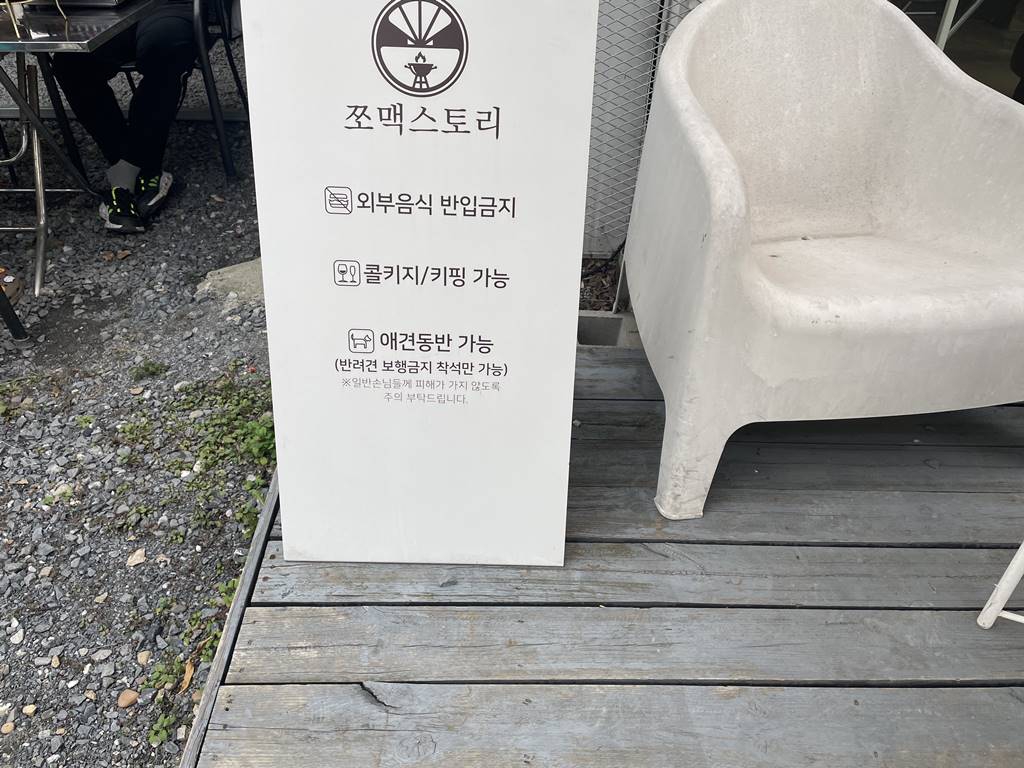 쪼맥스토리
외부음식 반입금지
콜키지/키핑 가능
애견동반 가능
(반려견 보행금지 착석만 가능)
※일반손님들께 피해가 가지 않도록
주의 부탁드립니다.